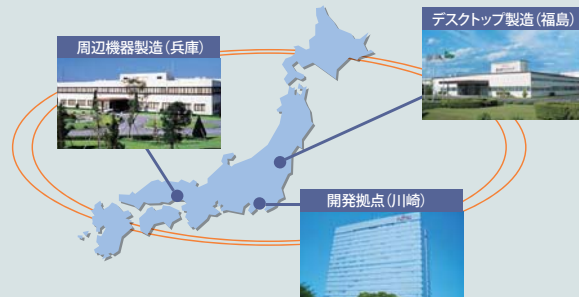 デスクトップ製造（福島）
周辺機器製造（兵庫）
開発拠点（川崎）